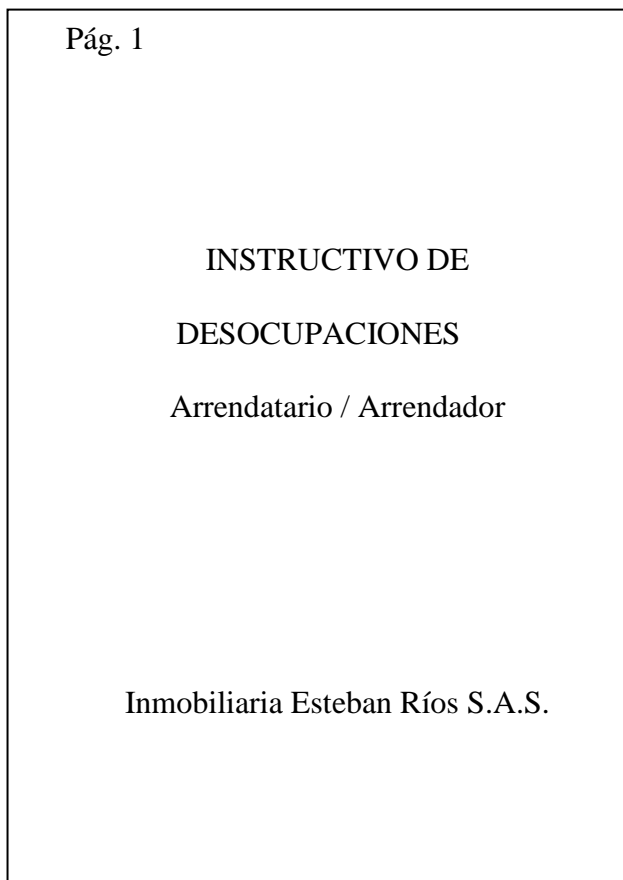 Pág. 1
INSTRUCTIVO DE
DESOCUPACIONES
Arrendatario / Arrendador
Inmobiliaria Esteban Ríos S.A.S.